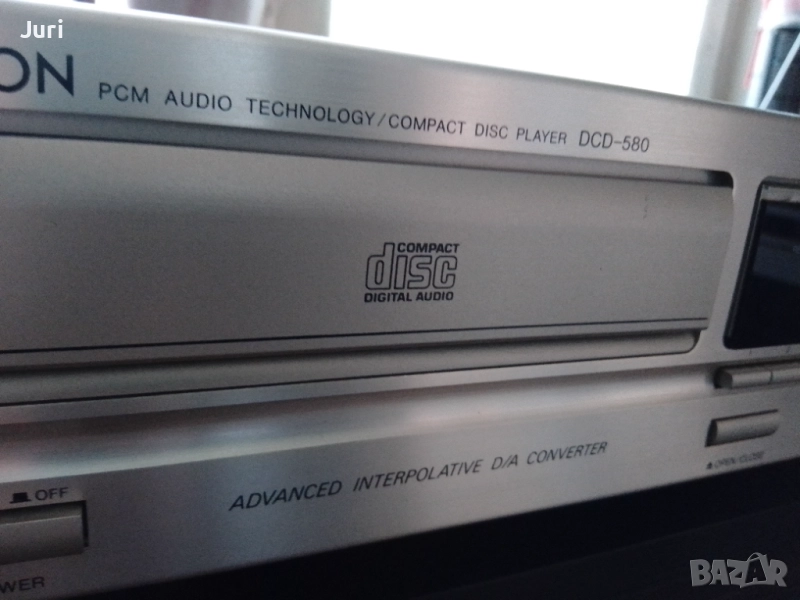 Juri
ON PCM AUDIO TECHNOLOGY/COMPACT DISC PLAYER DCD-580
COMPACT
disc
DIGITAL AUDIO
OPEN/CLOSE
ADVANCED INTERPOLATIVE D/A CONVERTER
OFF
WER
BAZAR